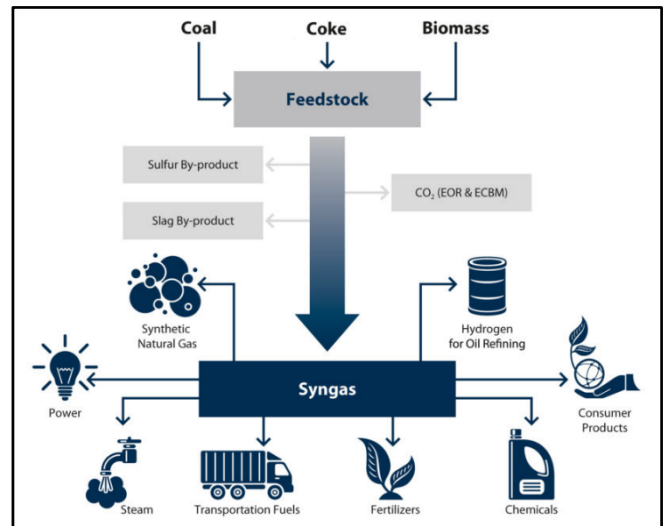 Coal
Coke
Biomass
Feedstock
Sulfur By-product
CO₂ (EOR & ECBM)
Slag By-product
Synthetic
Natural Gas
Hydrogen
for Oil Refining
Syngas
Power
Consumer
Products
Steam
Transportation Fuels
Fertilizers
Chemicals